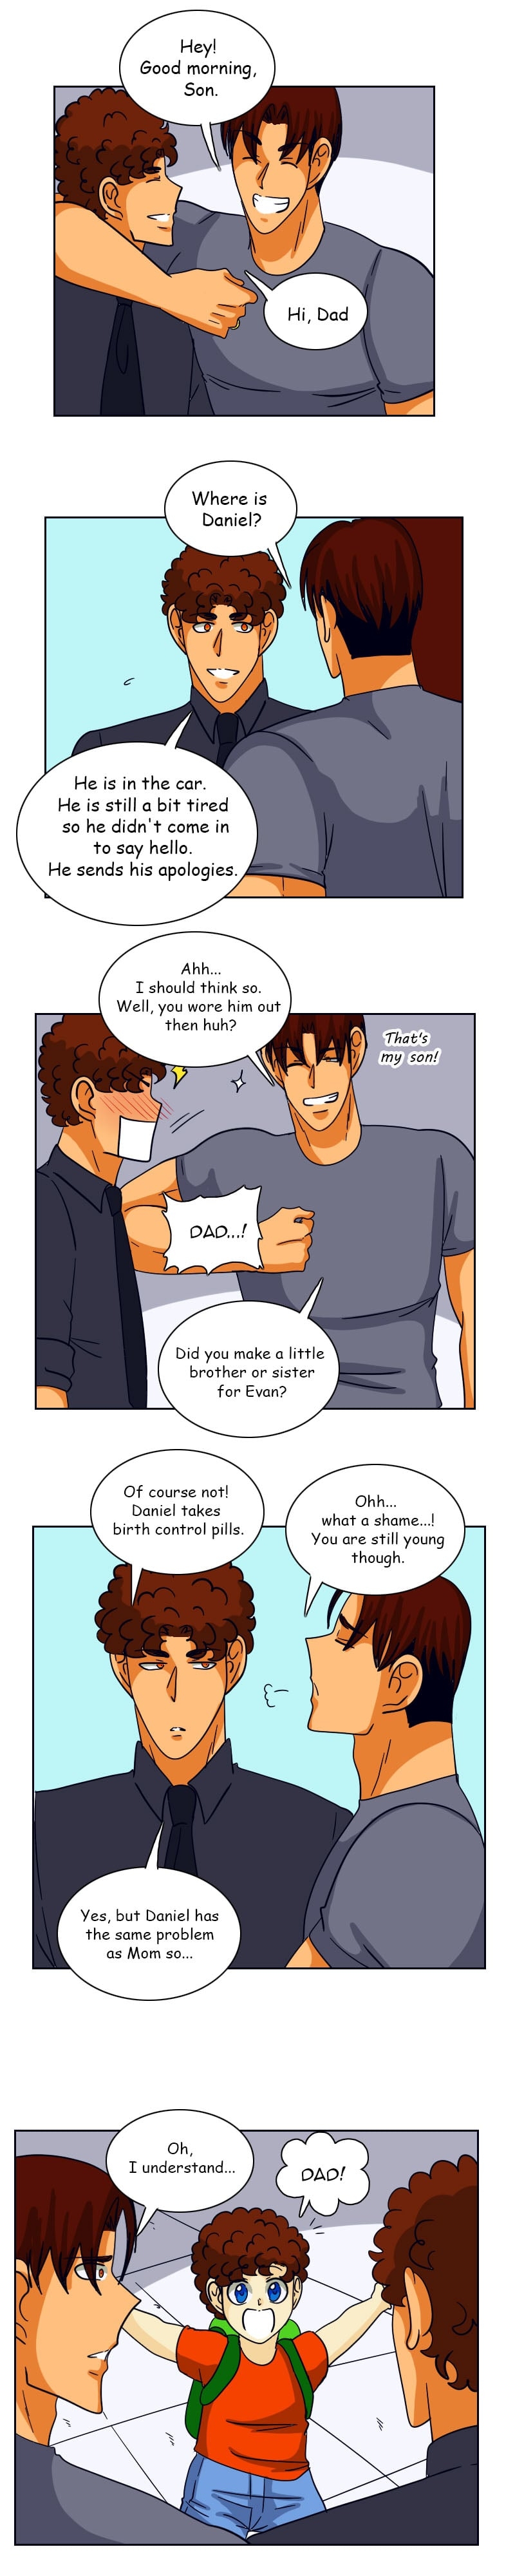 Hey!
Good morning,
Son.
Hi, Dad
Where is
Daniel?
He is in the car.
He is still a bit tired
so he didn't come in
to say hello.
He sends his apologies.
Ahh...
I should think so.
Well, you wore him out
then huh?
That's
my son!
DAD...!
Did you make a little
brother or sister
for Evan?
Of course not!
Daniel takes
birth control pills.
Ohh...
what a shame...!
You are still young
though.
Yes, but Daniel has
the same problem
as Mom so...
Oh,
I understand...
DAD!